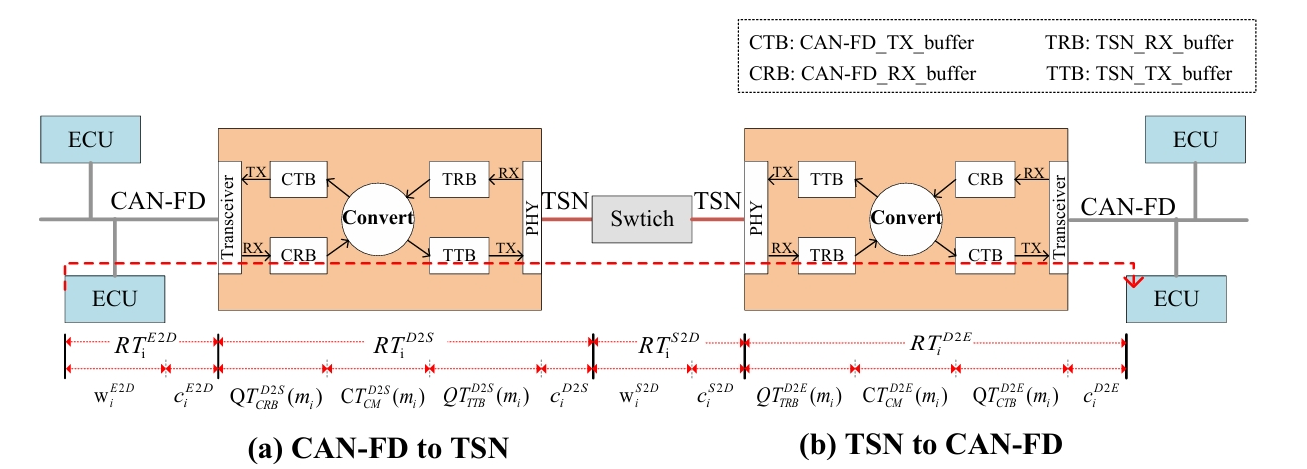 CTB: CAN-FD_TX_buffer TRB: TSN_RX_buffer
CRB: CAN-FD_RX_buffer TTB: TSN_TX_buffer
ECU ECU
TX CTB TRB RX TX TTB CRB RX
CAN-FD Transceiver Convert PHY TSN Swtich TSN PHY Convert Transceiver CAN-FD
RX CRB TTB TX RX TRB CTB TX
ECU ECU
RT_i^{E2D} RT_i^{D2S} RT_i^{S2D} RT_i^{D2E}
w_i^{E2D} c_i^{E2D} QT_{CRB}^{D2S}(m_i) CT_{CM}^{D2S}(m_i) QT_{TTB}^{D2S}(m_i) c_i^{D2S} w_i^{S2D} c_i^{S2D} QT_{TRB}^{D2E}(m_i) CT_{CM}^{D2E}(m_i) QT_{CTB}^{D2E}(m_i) c_i^{D2E}
(a) CAN-FD to TSN (b) TSN to CAN-FD